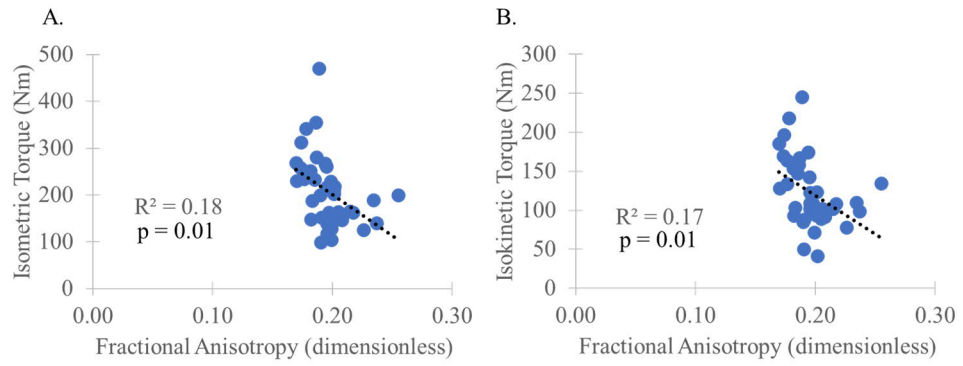 A.
Isometric Torque (Nm)
500
400
300
200
100
0
R² = 0.18
p = 0.01
0.00 0.10 0.20 0.30
Fractional Anisotropy (dimensionless)
B.
Isokinetic Torque (Nm)
300
250
200
150
100
50
0
R² = 0.17
p = 0.01
0.00 0.10 0.20 0.30
Fractional Anisotropy (dimensionless)